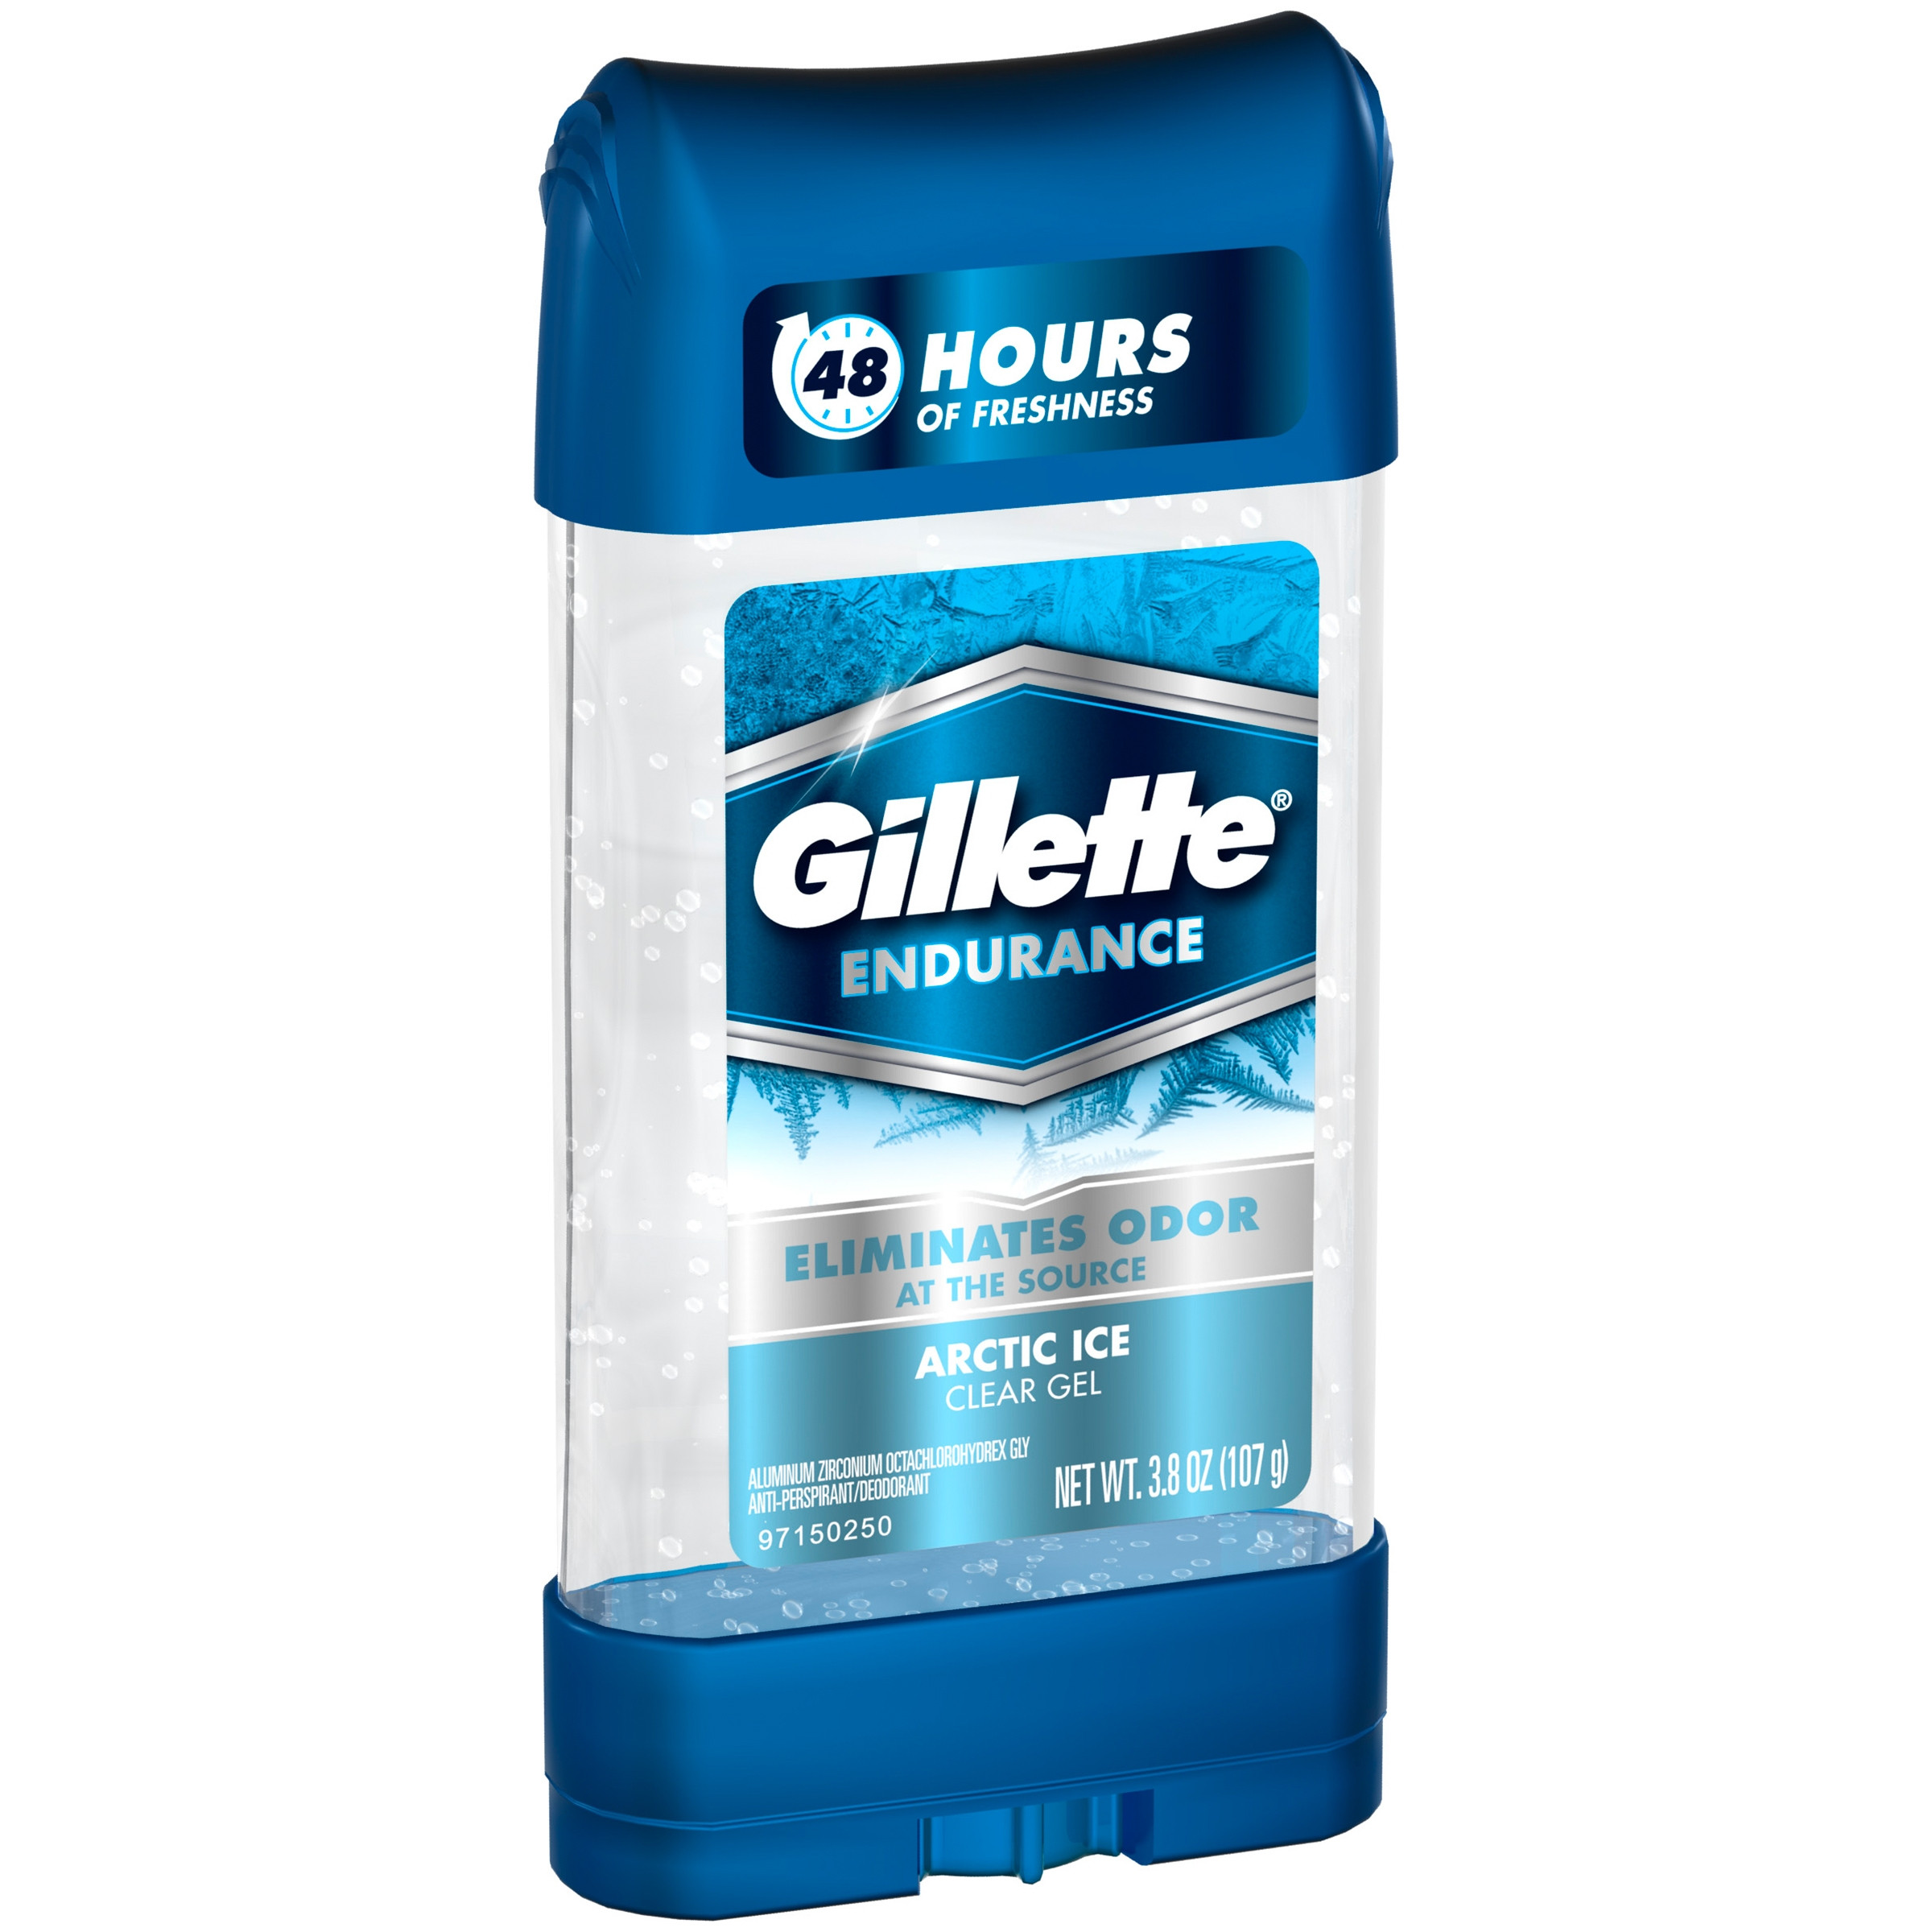 48 HOURS
OF FRESHNESS
Gillette®
ENDURANCE
ELIMINATES ODOR
AT THE SOURCE
ARCTIC ICE
CLEAR GEL
ALUMINUM ZIRCONIUM OCTACHLOROHYDREX GLY
ANTI-PERSPIRANT/DEODORANT
NET WT. 3.8 OZ (107 g)
97150250